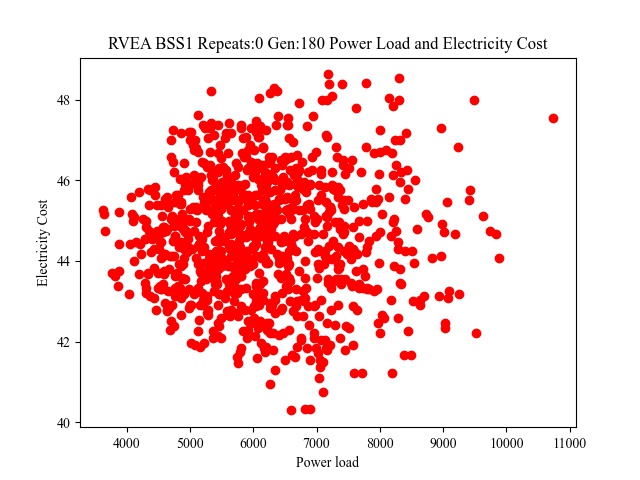 RVEA BSS1 Repeats:0 Gen:180 Power Load and Electricity Cost
48
46
44
42
40
Electricity Cost
4000 5000 6000 7000 8000 9000 10000 11000
Power load